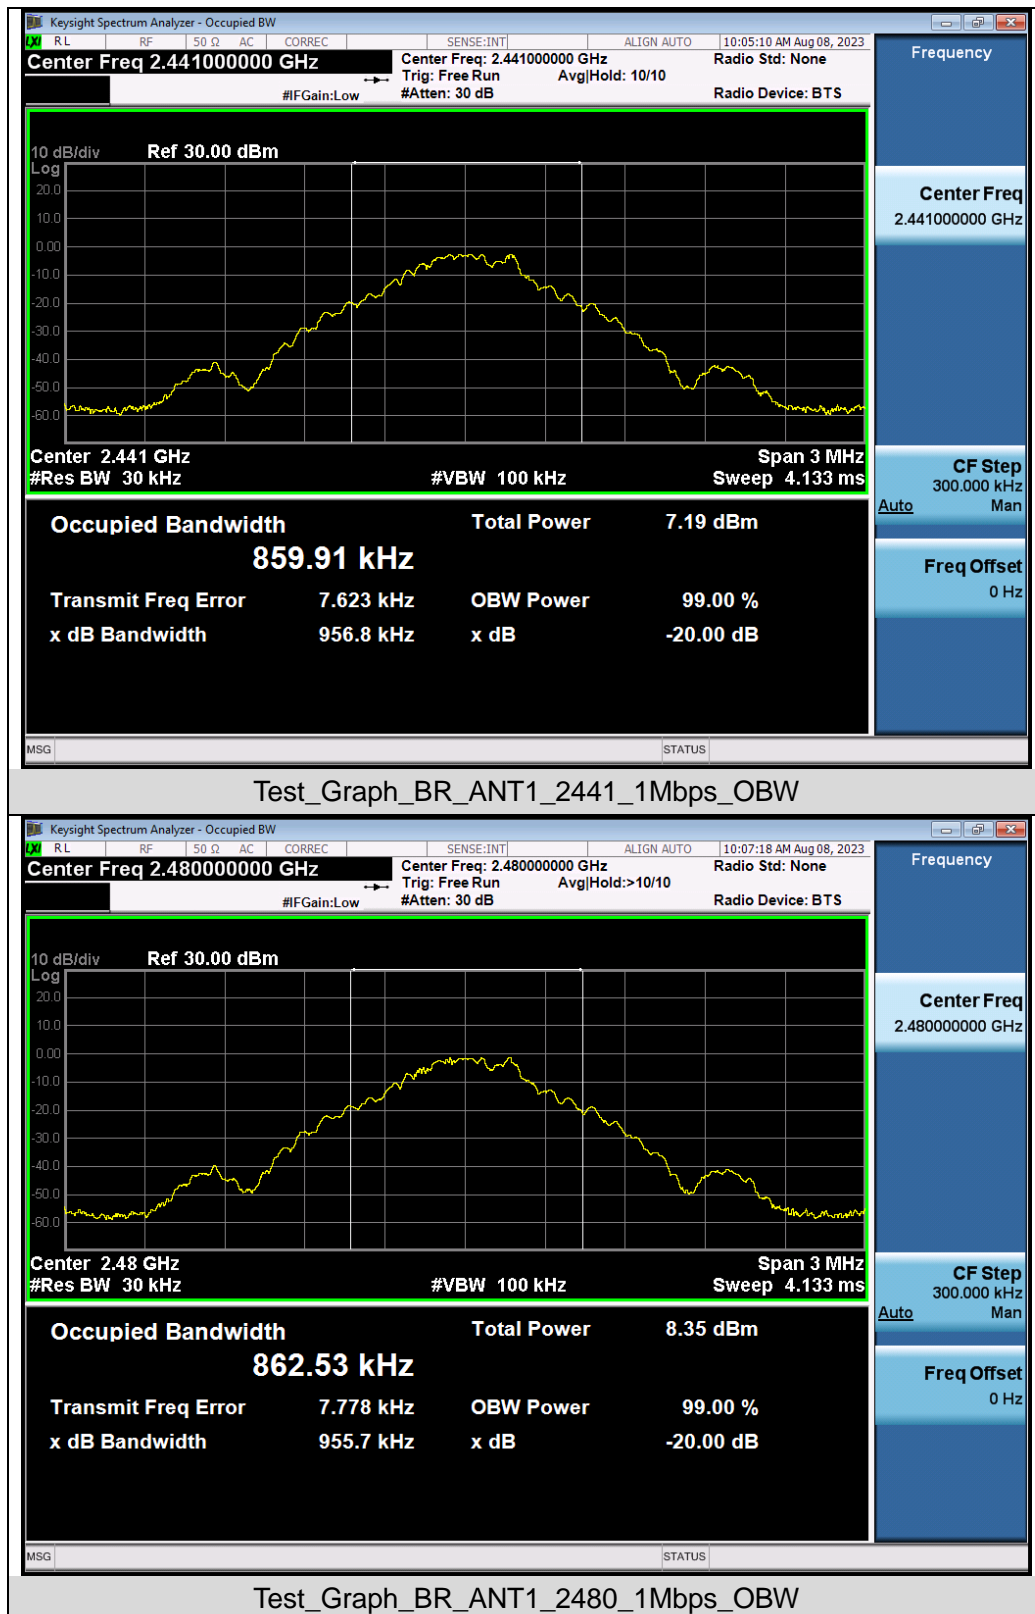 Keysight Spectrum Analyzer - Occupied BW
LXI RL RF 50 Ω AC CORREC SENSE:INT ALIGN AUTO 10:05:10 AM Aug 08, 2023
Center Freq 2.441000000 GHz Center Freq: 2.441000000 GHz Radio Std: None
Trig: Free Run Avg|Hold: 10/10
#IFGain:Low #Atten: 30 dB Radio Device: BTS
Frequency
10 dB/div Ref 30.00 dBm
Log
20.0
10.0
0.00
-10.0
-20.0
-30.0
-40.0
-50.0
-60.0
Center 2.441 GHz Span 3 MHz
#Res BW 30 kHz #VBW 100 kHz Sweep 4.133 ms
Center Freq
2.441000000 GHz
CF Step
300.000 kHz
Auto Man
Freq Offset
0 Hz
Occupied Bandwidth Total Power 7.19 dBm
859.91 kHz
Transmit Freq Error 7.623 kHz OBW Power 99.00 %
x dB Bandwidth 956.8 kHz x dB -20.00 dB
MSG STATUS
Test_Graph_BR_ANT1_2441_1Mbps_OBW
Keysight Spectrum Analyzer - Occupied BW
LXI RL RF 50 Ω AC CORREC SENSE:INT ALIGN AUTO 10:07:18 AM Aug 08, 2023
Center Freq 2.480000000 GHz Center Freq: 2.480000000 GHz Radio Std: None
Trig: Free Run Avg|Hold:>10/10
#IFGain:Low #Atten: 30 dB Radio Device: BTS
Frequency
10 dB/div Ref 30.00 dBm
Log
20.0
10.0
0.00
-10.0
-20.0
-30.0
-40.0
-50.0
-60.0
Center 2.48 GHz Span 3 MHz
#Res BW 30 kHz #VBW 100 kHz Sweep 4.133 ms
Center Freq
2.480000000 GHz
CF Step
300.000 kHz
Auto Man
Freq Offset
0 Hz
Occupied Bandwidth Total Power 8.35 dBm
862.53 kHz
Transmit Freq Error 7.778 kHz OBW Power 99.00 %
x dB Bandwidth 955.7 kHz x dB -20.00 dB
MSG STATUS
Test_Graph_BR_ANT1_2480_1Mbps_OBW